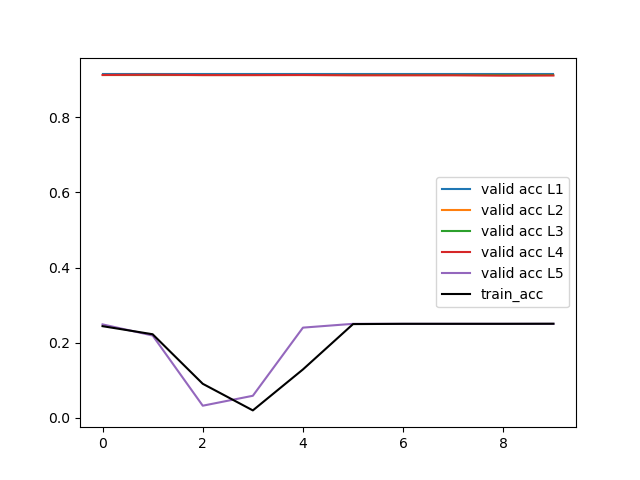 0.8
0.6
0.4
0.2
0.0
0
2
4
6
8
valid acc L1
valid acc L2
valid acc L3
valid acc L4
valid acc L5
train_acc